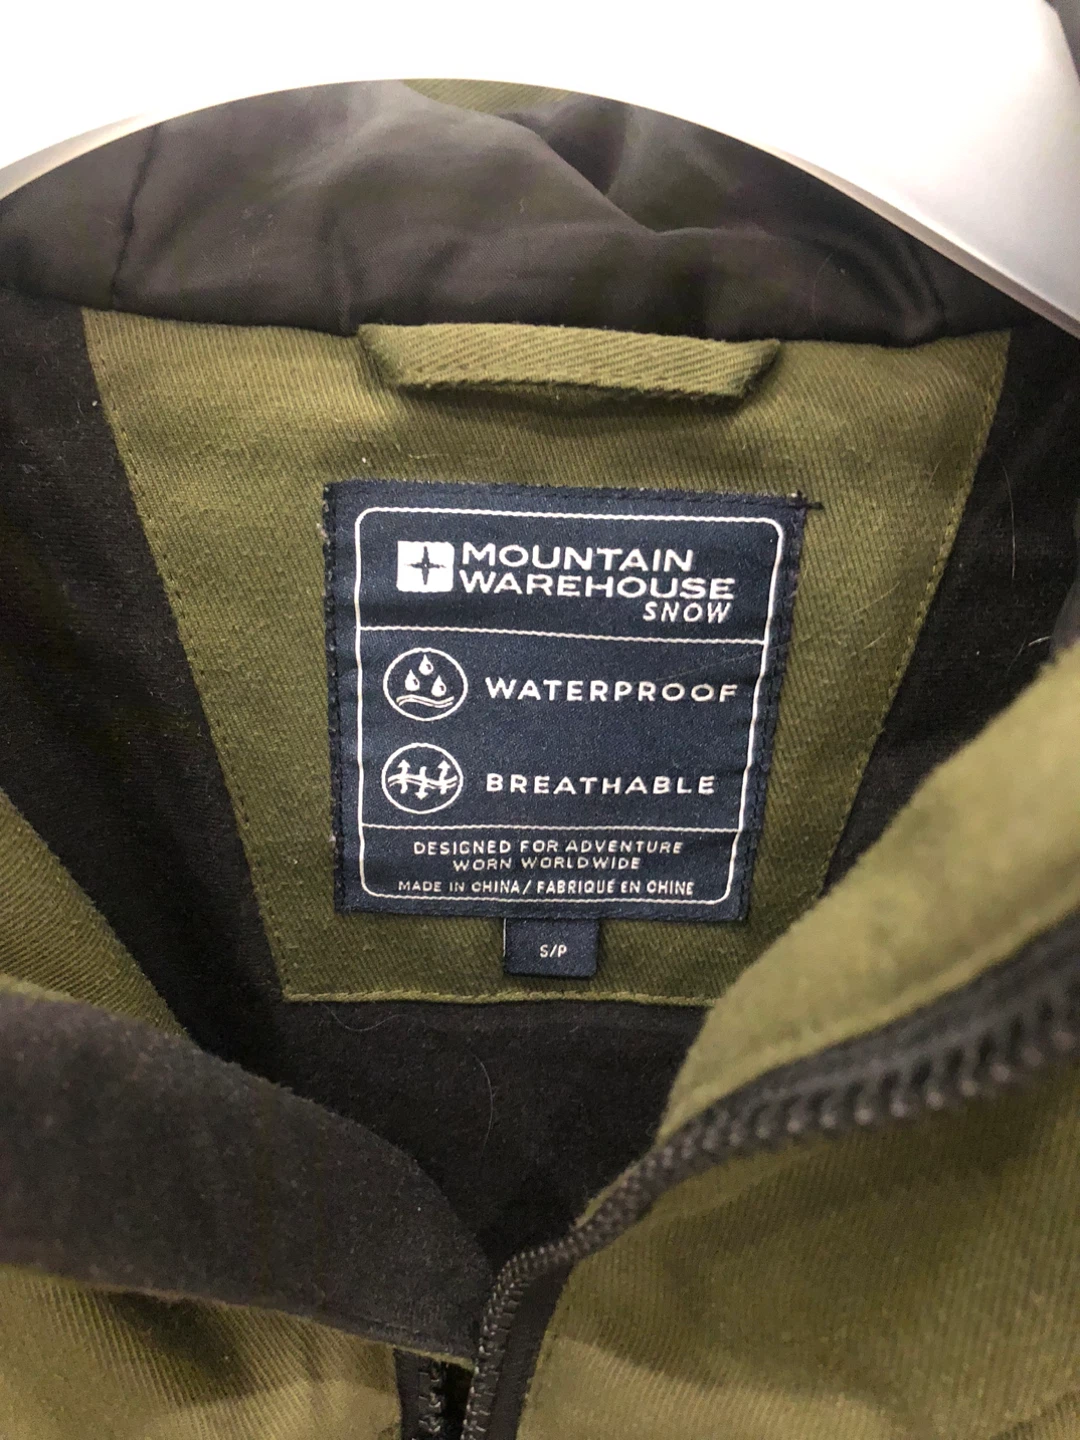 MOUNTAIN
WAREHOUSE
SNOW
WATERPROOF
BREATHABLE
DESIGNED FOR ADVENTURE
WORN WORLDWIDE
MADE IN CHINA / FABRIQUÉ EN CHINE
S/P